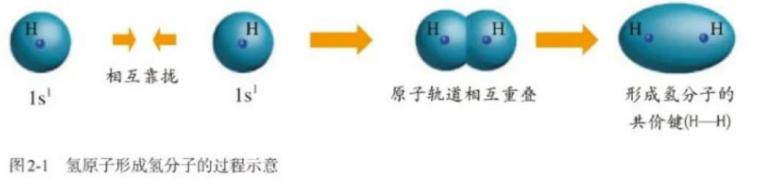 H
H
H
H
H
H
相互靠拢
1s¹
1s¹
原子轨道相互重叠
形成氢分子的
共价键(H—H)
图2-1 氢原子形成氢分子的过程示意